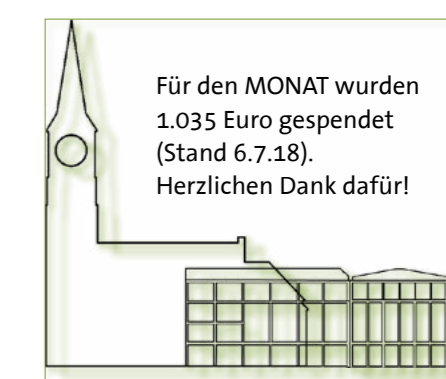 Für den MONAT wurden
1.035 Euro gespendet
(Stand 6.7.18).
Herzlichen Dank dafür!